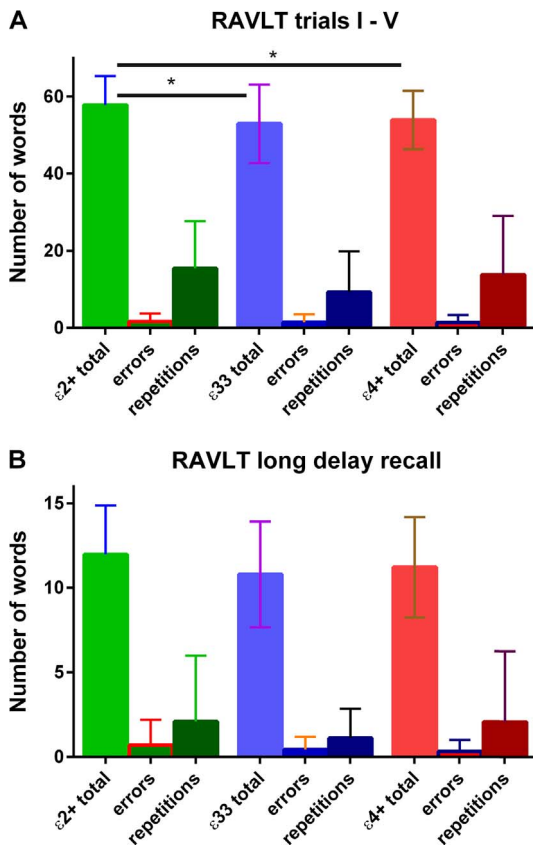 A
RAVLT trials I - V
*
*
Number of words
60
40
20
0
ε2+ total
errors
repetitions
ε33 total
errors
repetitions
ε4+ total
errors
repetitions
B
RAVLT long delay recall
Number of words
15
10
5
0
ε2+ total
errors
repetitions
ε33 total
errors
repetitions
ε4+ total
errors
repetitions